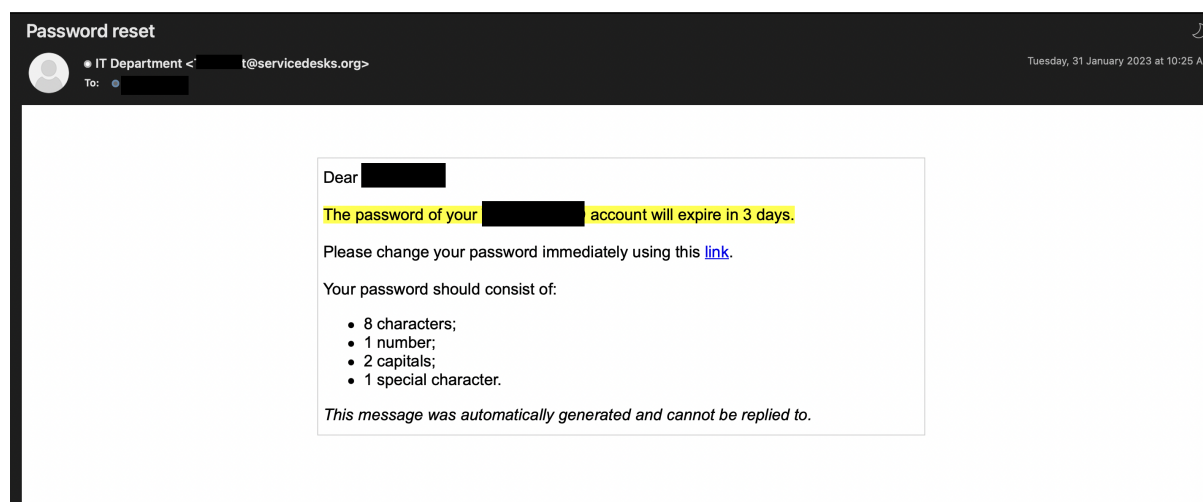 Password reset
IT Department < t@servicedesks.org>
Tuesday, 31 January 2023 at 10:25 A
To:
Dear
The password of your account will expire in 3 days.
Please change your password immediately using this link.
Your password should consist of:
• 8 characters;
• 1 number;
• 2 capitals;
• 1 special character.
This message was automatically generated and cannot be replied to.